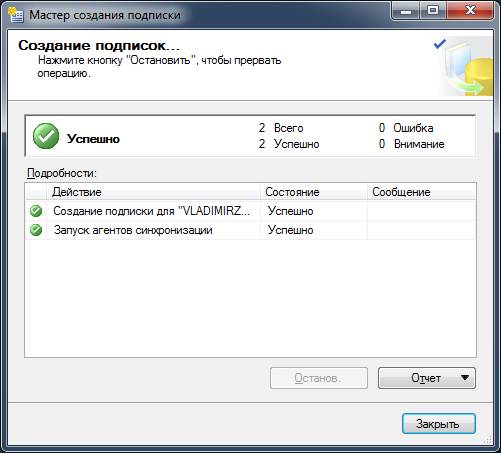 Мастер создания подписки
Создание подписок...
Нажмите кнопку "Остановить", чтобы прервать
операцию.
Успешно
2 Всего 0 Ошибка
2 Успешно 0 Внимание
Подробности:
Действие Состояние Сообщение
Создание подписки для "VLADIMIRZ... Успешно
Запуск агентов синхронизации Успешно
Останов. Отчет
Закрыть